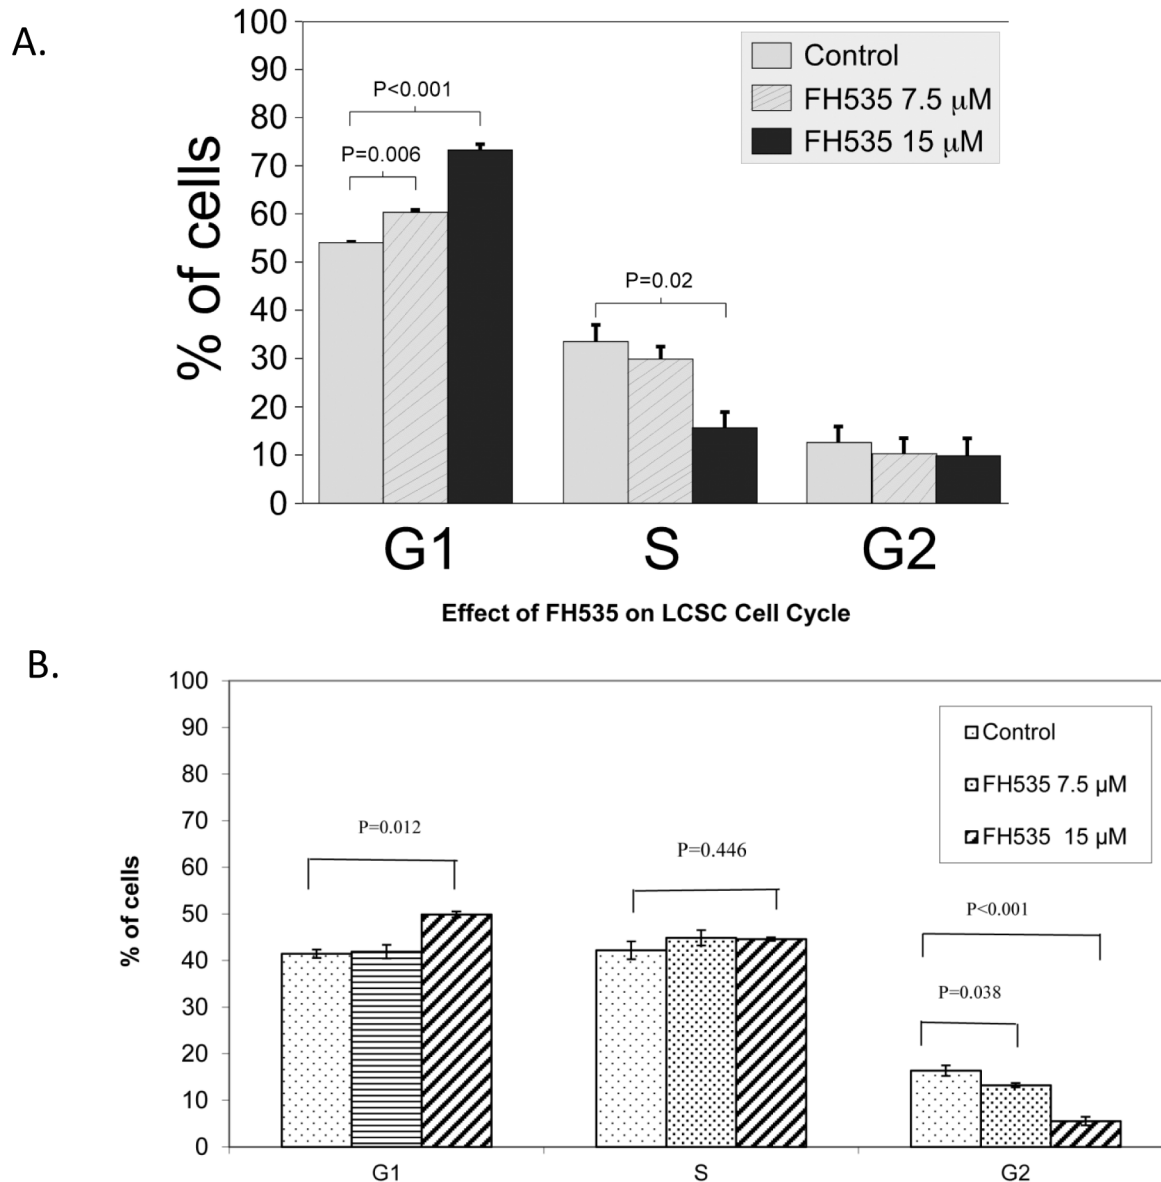 A.
100
90
80
70
60
50
40
30
20
10
0
% of cells
Control
FH535 7.5 μM
FH535 15 μM
P<0.001
P=0.006
P=0.02
G1 S G2
Effect of FH535 on LCSC Cell Cycle
B.
100
90
80
70
60
50
40
30
20
10
0
% of cells
Control
FH535 7.5 μM
FH535 15 μM
P=0.012
P=0.446
P<0.001
P=0.038
G1 S G2